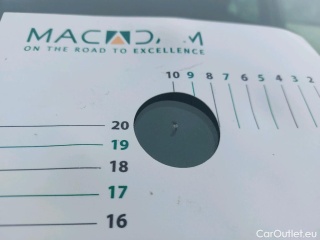 MACADAM
ON THE ROAD TO EXCELLENCE
10 9 8 7 6 5 4 3 2
20
19
18
17
16
CarOutlet.eu